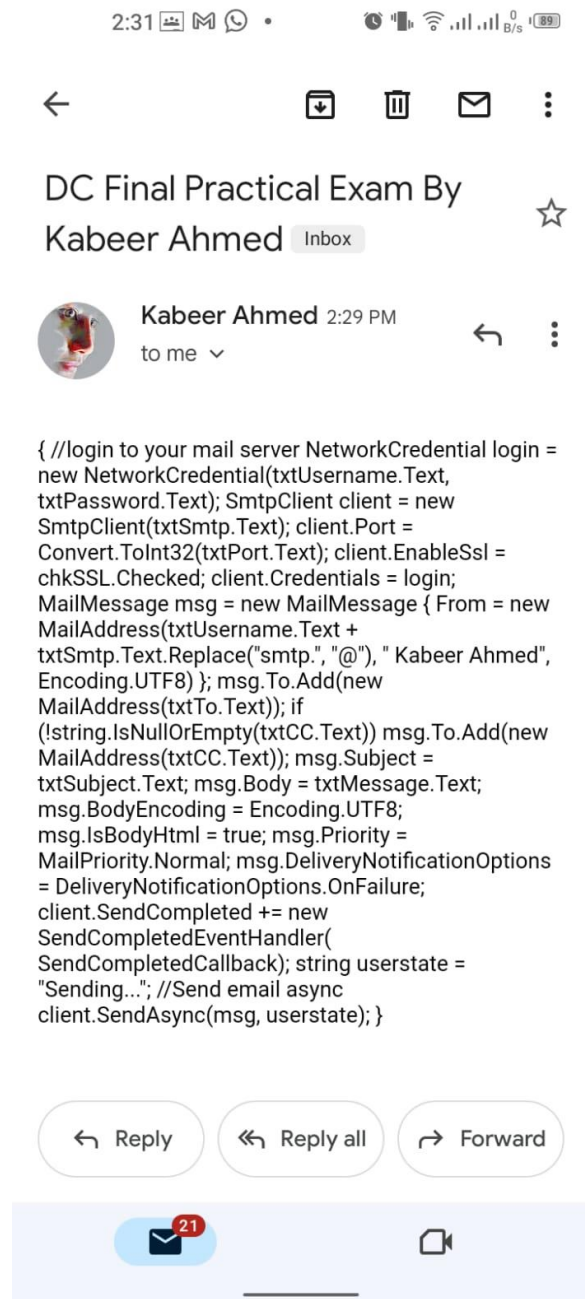 2:31
0 B/s
89
DC Final Practical Exam By
Kabeer Ahmed Inbox
Kabeer Ahmed 2:29 PM
to me
{ //login to your mail server NetworkCredential login =
new NetworkCredential(txtUsername.Text,
txtPassword.Text); SmtpClient client = new
SmtpClient(txtSmtp.Text); client.Port =
Convert.ToInt32(txtPort.Text); client.EnableSsl =
chkSSL.Checked; client.Credentials = login;
MailMessage msg = new MailMessage { From = new
MailAddress(txtUsername.Text +
txtSmtp.Text.Replace("smtp.", "@"), " Kabeer Ahmed",
Encoding.UTF8) }; msg.To.Add(new
MailAddress(txtTo.Text)); if
(!string.IsNullOrEmpty(txtCC.Text)) msg.To.Add(new
MailAddress(txtCC.Text)); msg.Subject =
txtSubject.Text; msg.Body = txtMessage.Text;
msg.BodyEncoding = Encoding.UTF8;
msg.IsBodyHtml = true; msg.Priority =
MailPriority.Normal; msg.DeliveryNotificationOptions
= DeliveryNotificationOptions.OnFailure;
client.SendCompleted += new
SendCompletedEventHandler(
SendCompletedCallback); string userstate =
"Sending..."; //Send email async
client.SendAsync(msg, userstate); }
Reply
Reply all
Forward
21